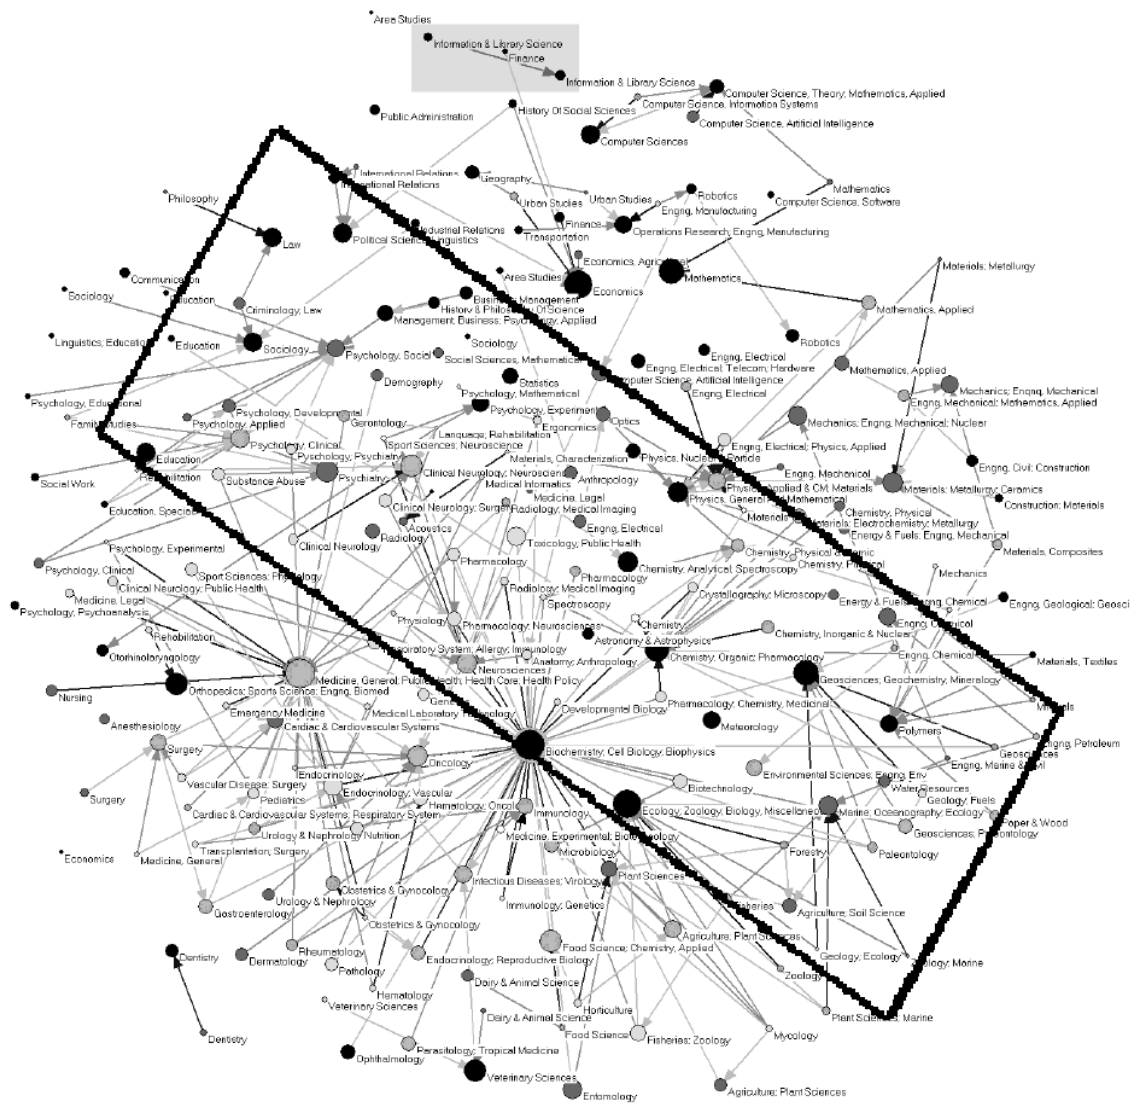 Area Studies
Information & Library Science
Finance
Information & Library Science
Computer Science, Theory; Mathematics, Applied
Computer Science, Information Systems
History Of Social Sciences
Public Administration
Computer Science, Artificial Intelligence
Computer Sciences
International Relations
International Relations
Geography
Mathematics
Philosophy
Urban Studies
Urban Studies
Robotics
Computer Science, Software
Engng, Manufacturing
Finance
Industrial Relations
Transportation
Operations Research; Engng, Manufacturing
Law
Political Science; Linguistics
Economics, Agricul
Materials; Metallurgy
Communication
Area Studies
Mathematics
Economics
Sociology
Education
Criminology, Law
Business; Management
History & Philosophy Of Science
Management; Business; Psychology, Applied
Mathematics, Applied
Linguistics; Education
Education
Sociology
Sociology
Robotics
Psychology, Social
Social Sciences, Mathematical
Engng, Electrical
Engng, Electrical; Telecom; Hardware
Mathematics, Applied
Demography
Statistics
Computer Science, Artificial Intelligence
Psychology, Mathematical
Engng, Electrical
Mechanics; Engng, Mechanical
Engng, Mechanical; Mathematics, Applied
Psychology, Educational
Psychology, Developmental
Psychology, Experiment
Family Studies
Psychology, Applied
Gerontology
Ergonomics
Optics
Mechanics; Engng, Mechanical; Nuclear
Language; Rehabilitation
Psychology, Clinical
Sport Sciences; Neuroscience
Engng, Electrical; Physics, Applied
Education
Psychology, Psychiatry
Materials, Characterization
Physics, Nuclear; Particle
Rehabilitation
Substance Abuse
Psychiatry
Clinical Neurology; Neuroscience
Anthropology
Engng, Mechanical
Engng, Civil; Construction
Social Work
Medical Informatics
Physics, Applied & CM; Materials
Materials; Metallurgy; Ceramics
Education, Special
Clinical Neurology; Surgery
Medicine, Legal
Radiology; Medical Imaging
Physics, General
Mathematical
Construction; Materials
Chemistry, Physical
Materials
Acoustics
Engng, Electrical
Materials; Electrochemistry; Metallurgy
Psychology, Experimental
Clinical Neurology
Radiology
Toxicology; Public Health
Energy & Fuels; Engng, Mechanical
Chemistry, Physical
Materials, Composites
Psychology, Clinical
Sport Sciences; Physiology
Pharmacology
Chemistry, Analytical; Spectroscopy
Chemistry, Physical
Mechanics
Clinical Neurology; Public Health
Radiology; Medical Imaging
Pharmacology
Medicine, Legal
Crystallography; Microscopy
Energy & Fuels; Engng, Chemical
Psychology, Psychoanalysis
Spectroscopy
Engng, Chemical
Physiology
Pharmacology; Neurosciences
Chemistry
Chemistry, Inorganic & Nuclear
Rehabilitation
Astronomy & Astrophysics
Otorhinolaryngology
Respiratory System; Allergy; Immunology
Chemistry, Organic; Pharmacology
Engng, Chemical
Materials, Textiles
Neurosciences
Anatomy; Anthropology
Medicine, General; Public Health; Health Care; Health Policy
Geosciences; Geochemistry, Mineralogy
Nursing
Orthopedics; Sports Science; Engng, Biomed
Pharmacology; Chemistry, Medicinal
Emergency Medicine
Medical Laboratory Technology
Developmental Biology
Anesthesiology
Cardiac & Cardiovascular Systems
Meteorology
Polymers
Surgery
Biochemistry; Cell Biology; Biophysics
Geosciences
Engng, Petroleum
Oncology
Engng, Marine & Civil
Endocrinology
Environmental Sciences; Engng, Env
Vascular Disease; Surgery
Endocrinology; Vascular
Biotechnology
Water Resources
Surgery
Pediatrics
Hematology; Oncol
Geology; Fuels
Cardiac & Cardiovascular Systems; Respiratory System
Immunology
Ecology, Zoology, Biology, Miscellaneous
Marine; Oceanography; Ecology
Paper & Wood
Urology & Nephrology
Nutrition
Medicine, Experimental; Biotechnology
Geosciences; Paleontology
Economics
Transplantation; Surgery
Microbiology
Forestry
Paleontology
Medicine, General
Obstetrics & Gynocology
Infectious Diseases; Virology
Plant Sciences
Urology & Nephrology
Immunology; Genetics
Fisheries
Agriculture; Soil Science
Gastroenterology
Obstetrics & Gynocology
Agriculture; Plant Sciences
Dentistry
Rheumatology
Food Science; Chemistry, Applied
Dermatology
Endocrinology; Reproductive Biology
Geology, Ecology
Pathology
Dairy & Animal Science
Zoology
Hematology
Veterinary Sciences
Horticulture
Dairy & Animal Science
Plant Sciences; Marine
Dentistry
Food Science
Fisheries; Zoology
Mycology
Ophthalmology
Parasitology; Tropical Medicine
Veterinary Sciences
Entomology
Agriculture; Plant Sciences